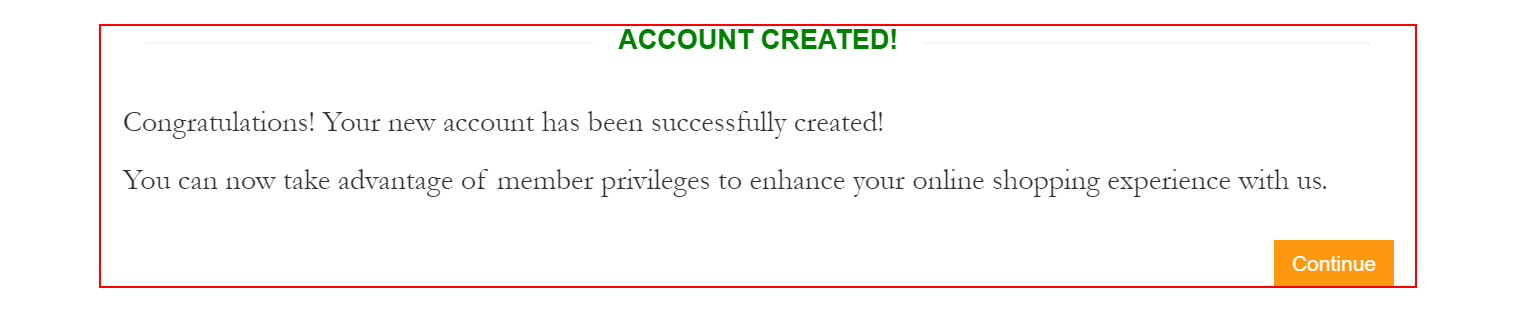 ACCOUNT CREATED!
Congratulations! Your new account has been successfully created!
You can now take advantage of member privileges to enhance your online shopping experience with us.
Continue